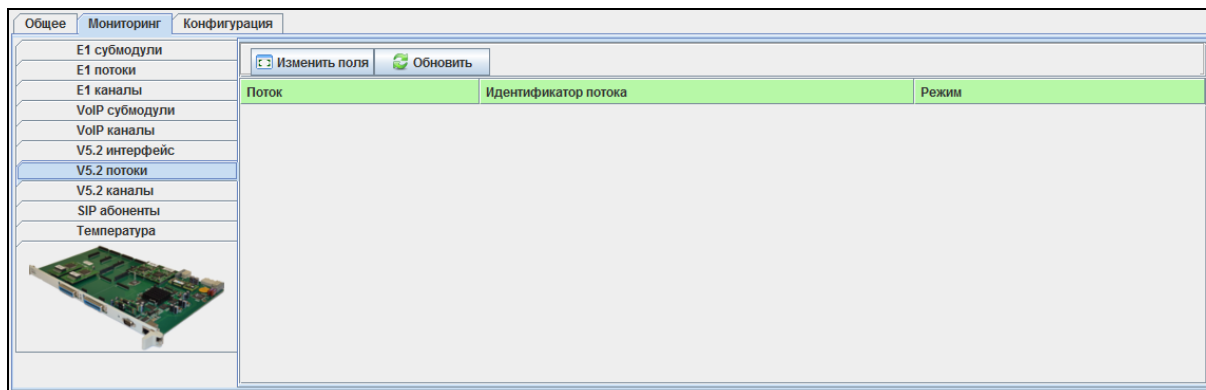 Общее Мониторинг Конфигурация
E1 субмодули
E1 потоки
E1 каналы
VoIP субмодули
VoIP каналы
V5.2 интерфейс
V5.2 потоки
V5.2 каналы
SIP абоненты
Температура
Изменить поля Обновить
Поток Идентификатор потока Режим